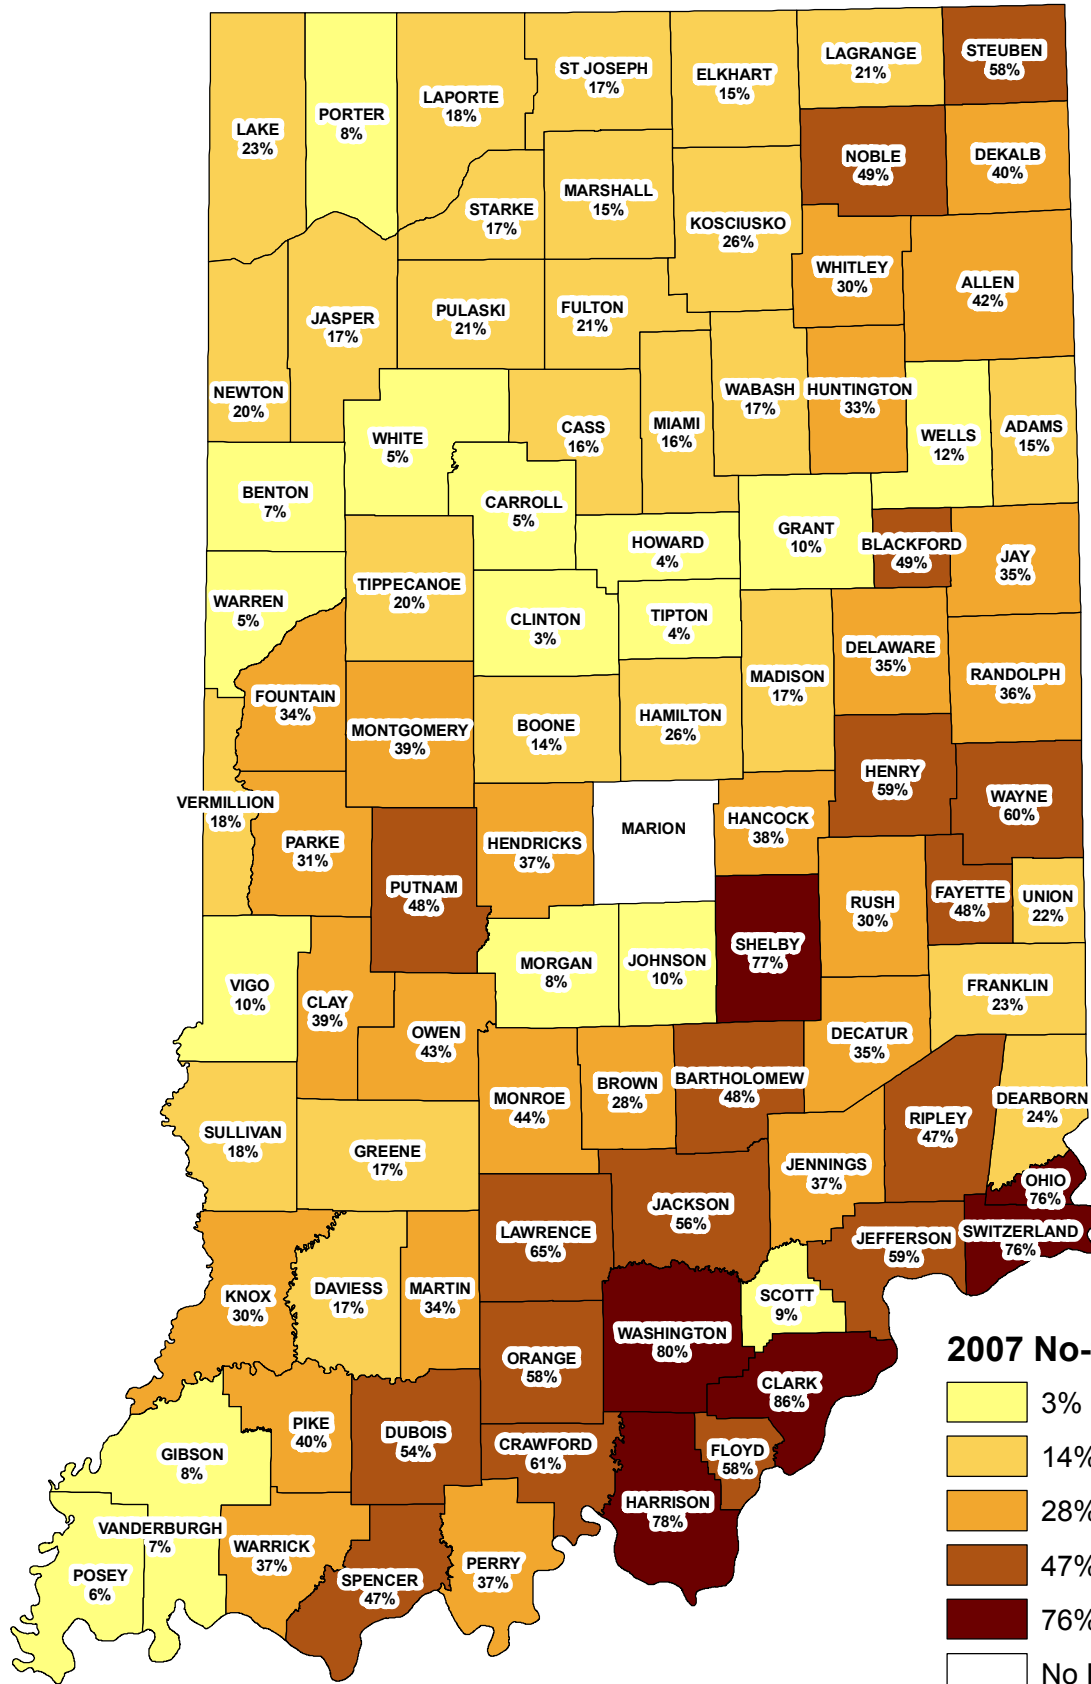 LAKE
23%
PORTER
8%
LAPORTE
18%
ST JOSEPH
17%
ELKHART
15%
LAGRANGE
21%
STEUBEN
58%
NOBLE
49%
DEKALB
40%
STARKE
17%
MARSHALL
15%
KOSCIUSKO
26%
WHITLEY
30%
ALLEN
42%
NEWTON
20%
JASPER
17%
PULASKI
21%
FULTON
21%
WHITE
5%
CASS
16%
MIAMI
16%
WABASH
17%
HUNTINGTON
33%
WELLS
12%
ADAMS
15%
BENTON
7%
CARROLL
5%
HOWARD
4%
GRANT
10%
BLACKFORD
49%
JAY
35%
WARREN
5%
TIPPECANOE
20%
CLINTON
3%
TIPTON
4%
MADISON
17%
DELAWARE
35%
RANDOLPH
36%
FOUNTAIN
34%
MONTGOMERY
39%
BOONE
14%
HAMILTON
26%
HENRY
59%
WAYNE
60%
VERMILLION
18%
PARKE
31%
PUTNAM
48%
HENDRICKS
37%
MARION
HANCOCK
38%
RUSH
30%
FAYETTE
48%
UNION
22%
VIGO
10%
CLAY
39%
OWEN
43%
MORGAN
8%
JOHNSON
10%
SHELBY
77%
DECATUR
35%
FRANKLIN
23%
SULLIVAN
18%
GREENE
17%
MONROE
44%
BROWN
28%
BARTHOLOMEW
48%
JENNINGS
37%
RIPLEY
47%
DEARBORN
24%
OHIO
76%
SWITZERLAND
76%
KNOX
30%
DAVIESS
17%
MARTIN
34%
LAWRENCE
65%
JACKSON
56%
JEFFERSON
59%
SCOTT
9%
ORANGE
58%
WASHINGTON
80%
CLARK
86%
GIBSON
8%
PIKE
40%
DUBOIS
54%
CRAWFORD
61%
HARRISON
78%
FLOYD
58%
POSEY
6%
VANDERBURGH
7%
WARRICK
37%
SPENCER
47%
PERRY
37%
2007 No-
3%
14%
28%
47%
76%
No